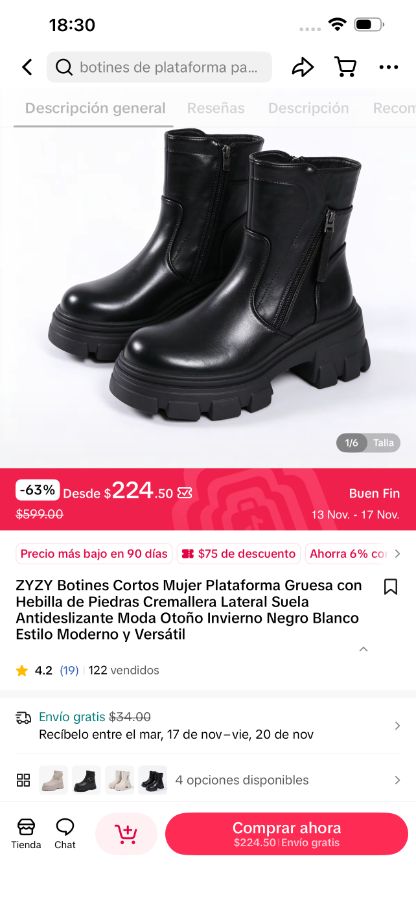 18:30
botines de plataforma pa...
Descripción general Reseñas Descripción Recom
1/6 Talla
-63% Desde $224.50 Buen Fin
$599.00 13 Nov. - 17 Nov.
Precio más bajo en 90 días $75 de descuento Ahorra 6% co
ZYZY Botines Cortos Mujer Plataforma Gruesa con
Hebilla de Piedras Cremallera Lateral Suela
Antideslizante Moda Otoño Invierno Negro Blanco
Estilo Moderno y Versátil
4.2 (19) 122 vendidos
Envío gratis $34.00
Recíbelo entre el mar, 17 de nov–vie, 20 de nov
4 opciones disponibles
Tienda Chat Comprar ahora
$224.50 Envío gratis